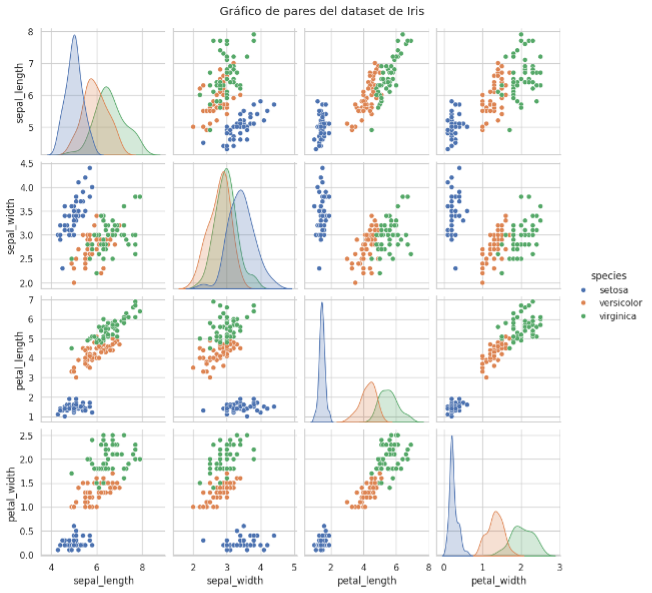 Gráfico de pares del dataset de Iris
sepal_length
8
7
6
5
sepal_width
4.5
4.0
3.5
3.0
2.5
2.0
species
setosa
versicolor
virginica
petal_length
7
6
5
4
3
2
1
petal_width
2.5
2.0
1.5
1.0
0.5
0.0
4 6 8 2 3 4 5 2 4 6 8 0 1 2 3
sepal_length sepal_width petal_length petal_width